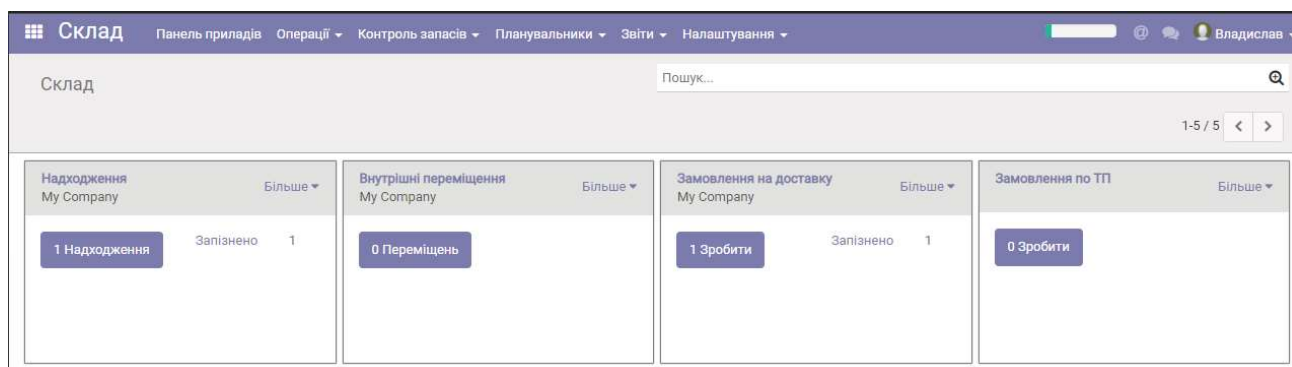 Склад Панель приладів Операції Контроль запасів Планувальники Звіти Налаштування @ Владислав
Склад Пошук...
1-5 / 5
Надходження Більше Внутрішні переміщення Більше Замовлення на доставку Більше Замовлення по ТП Більше
My Company My Company My Company
1 Надходження Запізнено 1 0 Переміщень 1 Зробити Запізнено 1 0 Зробити